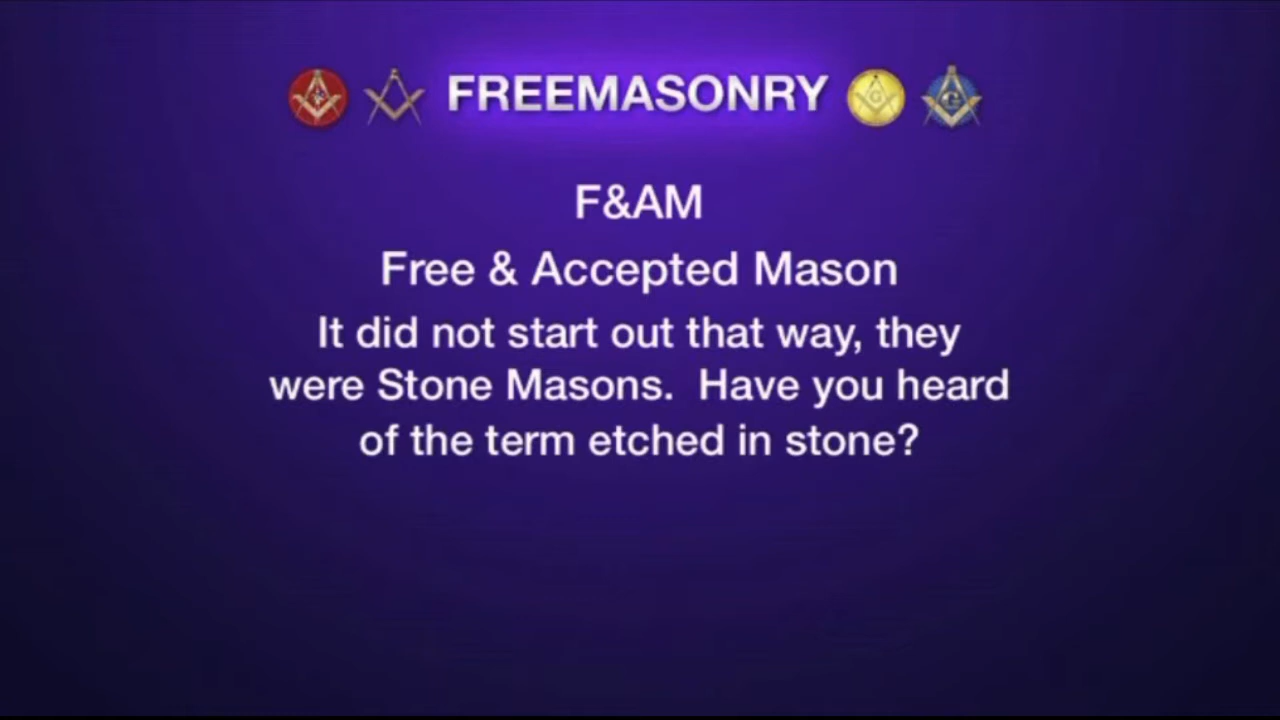 FREEMASONRY
F&AM
Free & Accepted Mason
It did not start out that way, they
were Stone Masons.  Have you heard
of the term etched in stone?